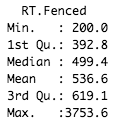 RT.Fenced
Min.   : 200.0
1st Qu.: 392.8
Median : 499.4
Mean   : 536.6
3rd Qu.: 619.1
Max.   :3753.6